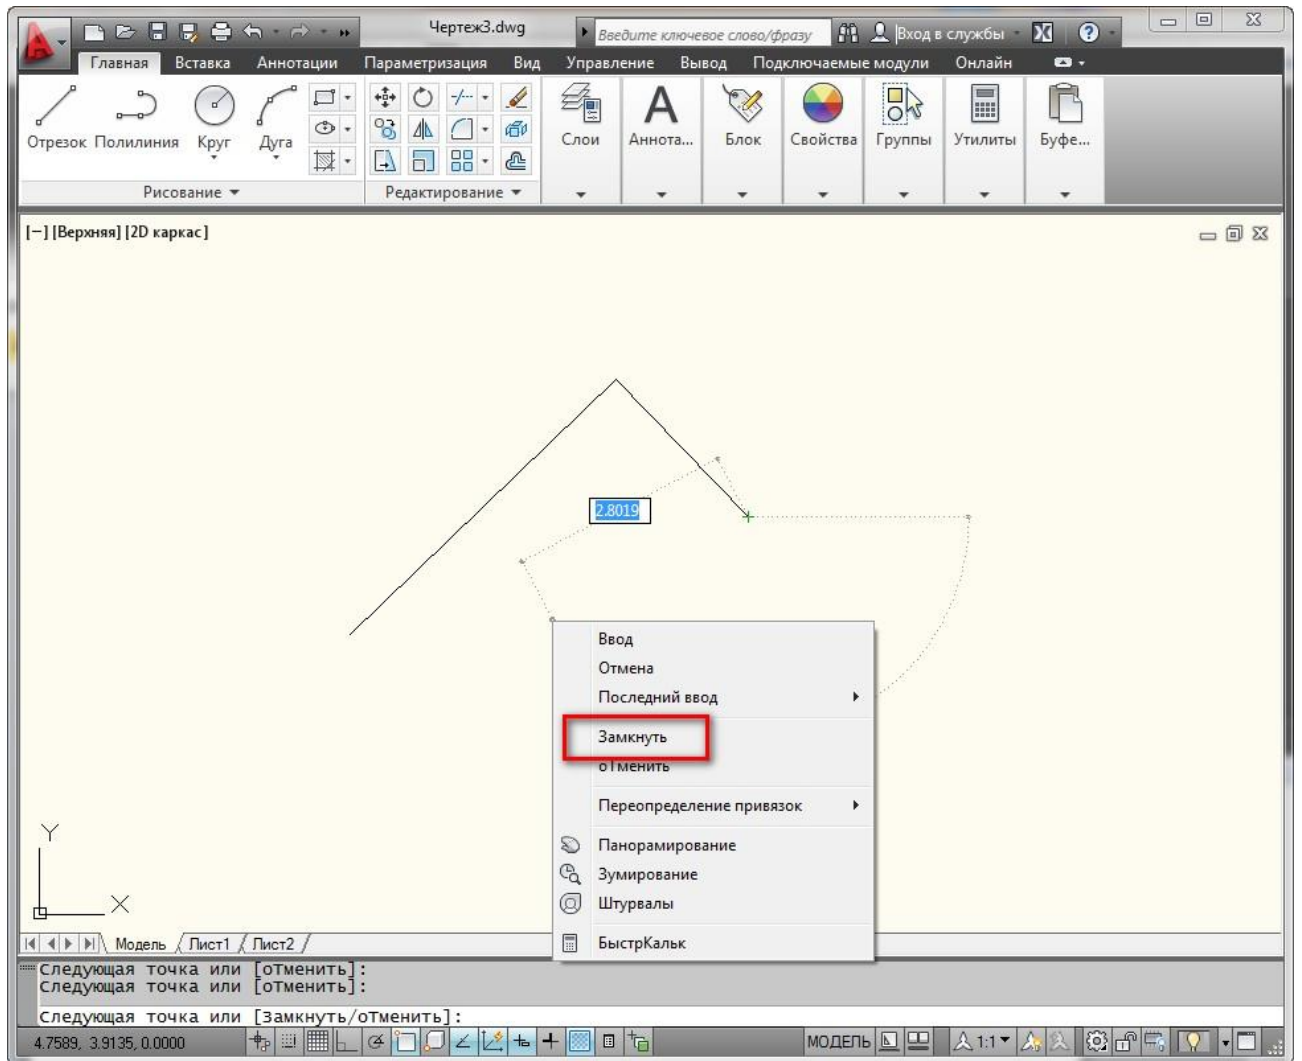 Чертеж3.dwg
Введите ключевое слово/фразу
Вход в службы
Главная Вставка Аннотации Параметризация Вид Управление Вывод Подключаемые модули Онлайн
Отрезок Полилиния Круг Дуга Слои Аннота... Блок Свойства Группы Утилиты Буфе...
Рисование Редактирование
[−] [Верхняя] [2D каркас]
2.8019
Ввод
Отмена
Последний ввод
Замкнуть
оТменить
Переопределение привязок
Панорамирование
Зумирование
Штурвалы
БыстрКальк
Y
X
Модель Лист1 Лист2
Следующая точка или [оТменить]:
Следующая точка или [оТменить]:
Следующая точка или [Замкнуть/оТменить]:
4.7589, 3.9135, 0.0000 МОДЕЛЬ 1:1